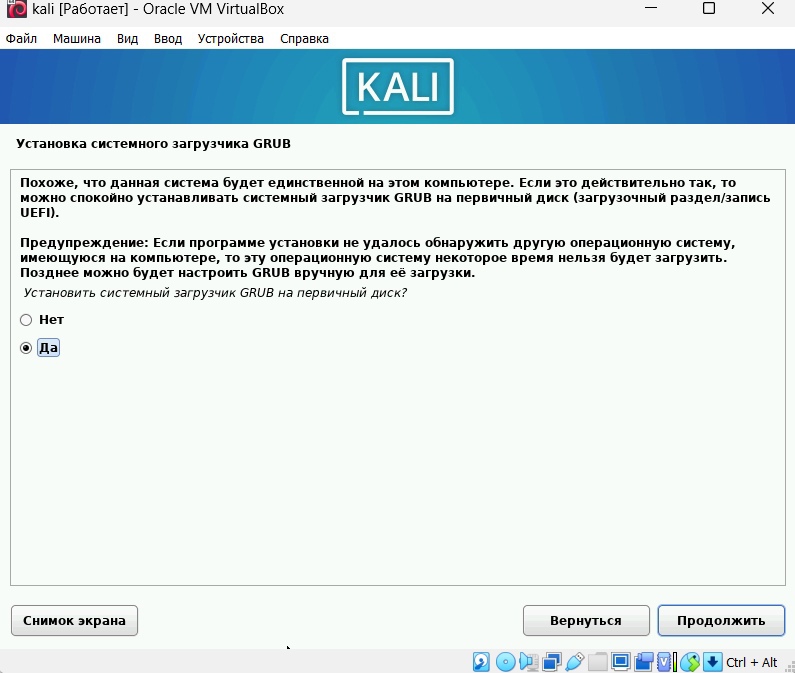 kali [Работает] - Oracle VM VirtualBox
Файл Машина Вид Ввод Устройства Справка
KALI
Установка системного загрузчика GRUB
Похоже, что данная система будет единственной на этом компьютере. Если это действительно так, то
можно спокойно устанавливать системный загрузчик GRUB на первичный диск (загрузочный раздел/запись
UEFI).
Предупреждение: Если программе установки не удалось обнаружить другую операционную систему,
имеющуюся на компьютере, то эту операционную систему некоторое время нельзя будет загрузить.
Позднее можно будет настроить GRUB вручную для её загрузки.
Установить системный загрузчик GRUB на первичный диск?
Нет
Да
Снимок экрана Вернуться Продолжить
Ctrl + Alt